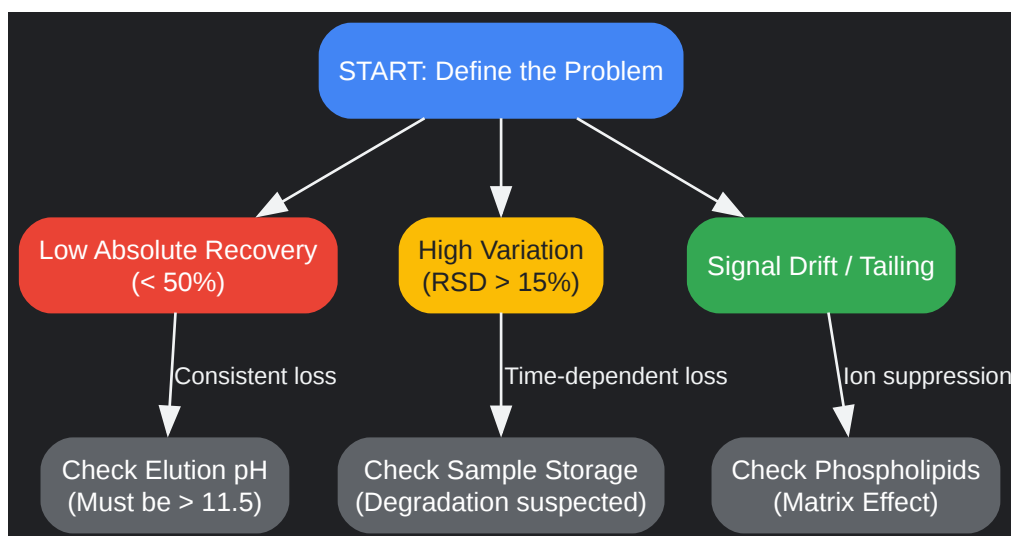 START: Define the Problem
Low Absolute Recovery
(< 50%)
High Variation
(RSD > 15%)
Signal Drift / Tailing
Consistent loss
Time-dependent loss
Ion suppression
Check Elution pH
(Must be > 11.5)
Check Sample Storage
(Degradation suspected)
Check Phospholipids
(Matrix Effect)